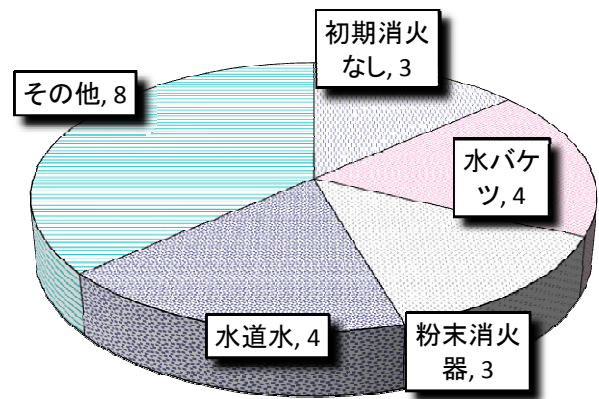 初期消火
なし, 3
その他, 8
水バケ
ツ, 4
水道水, 4
粉末消火
器, 3